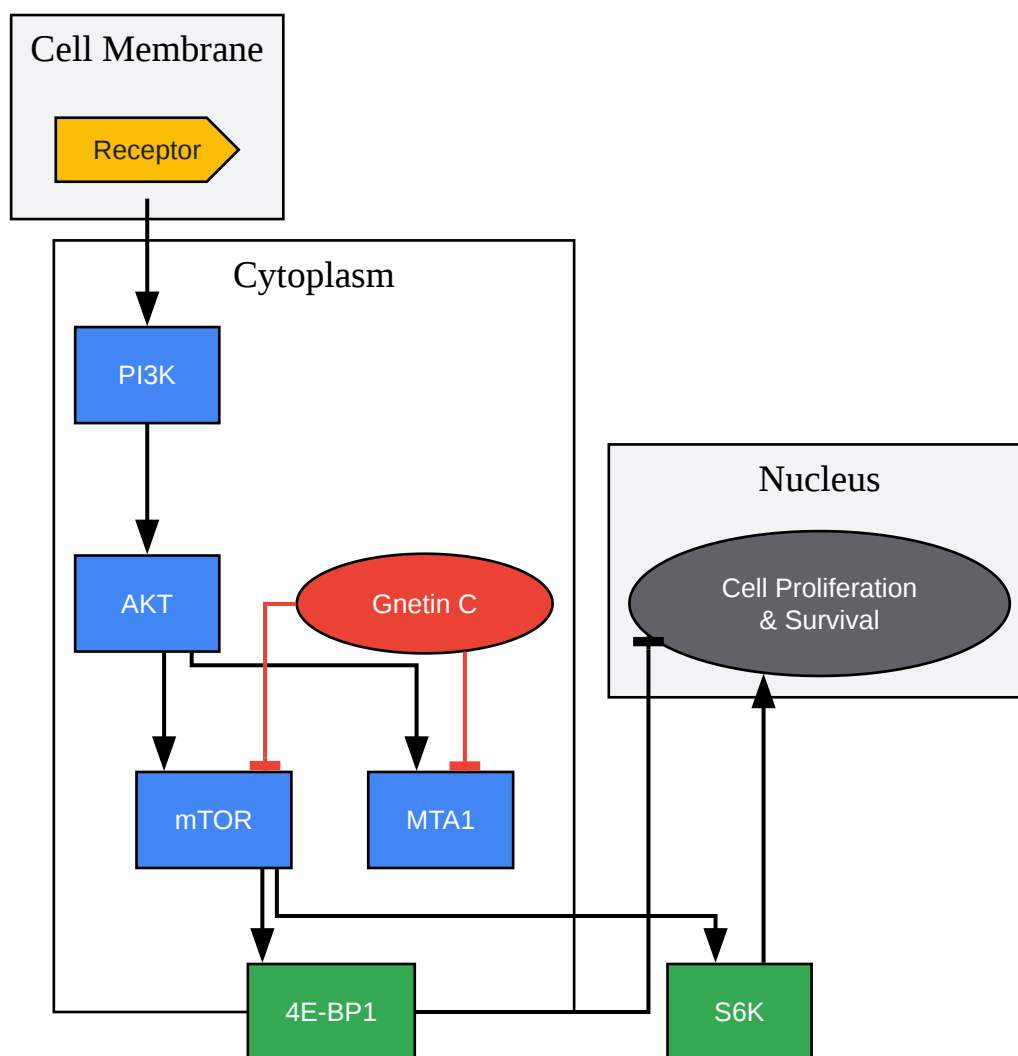 Cell Membrane
Receptor
Cytoplasm
PI3K
Nucleus
Cell Proliferation
& Survival
AKT
Gnetin C
mTOR
MTA1
4E-BP1
S6K